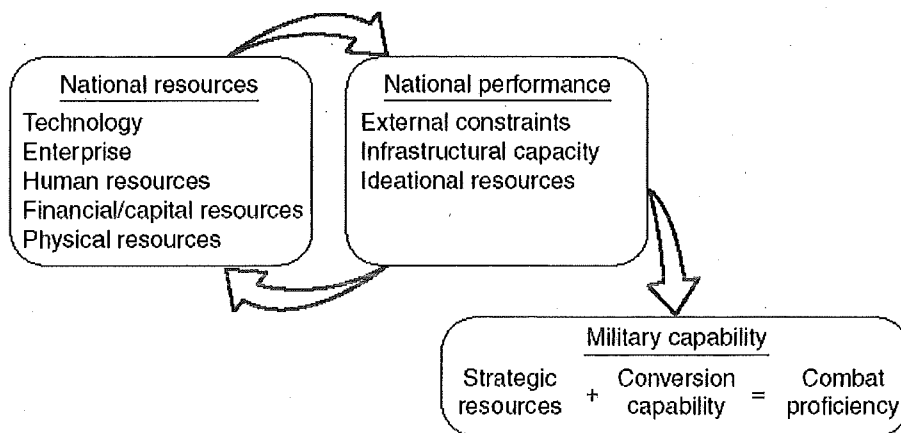 National resources
Technology
Enterprise
Human resources
Financial/capital resources
Physical resources
National performance
External constraints
Infrastructural capacity
Ideational resources
Military capability
Strategic resources + Conversion capability = Combat proficiency